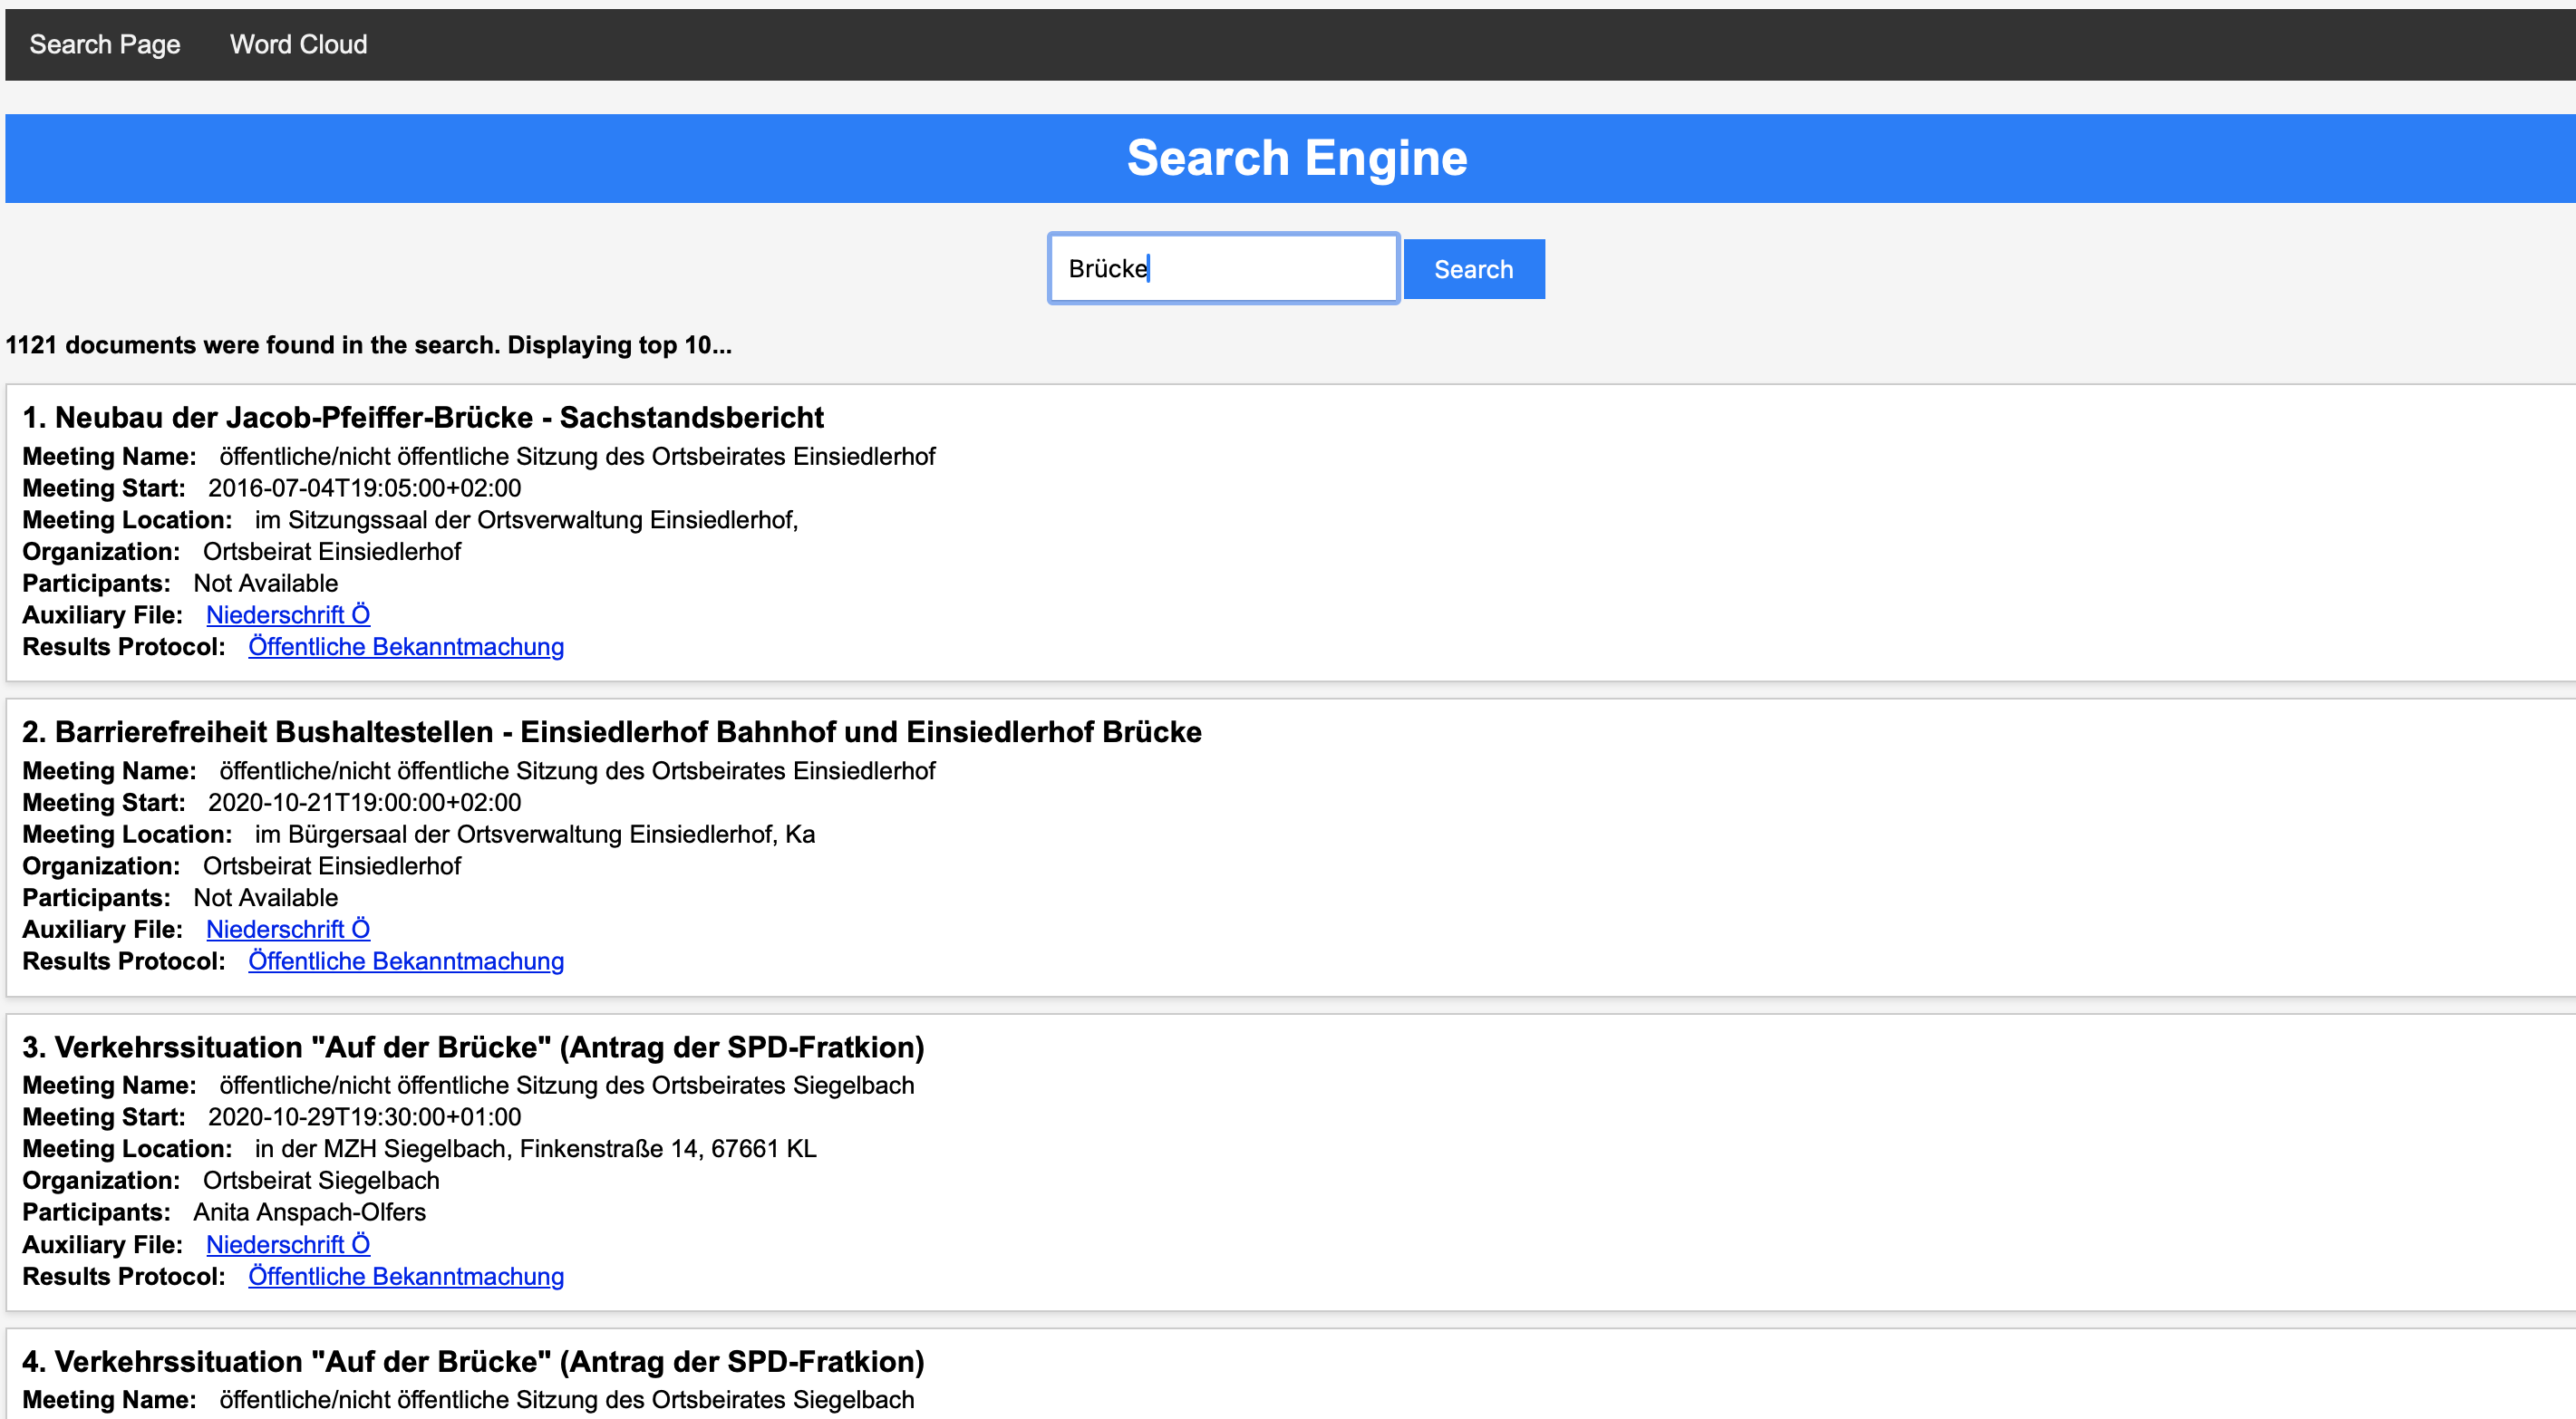 Search Page Word Cloud
Search Engine
Brücke Search
1121 documents were found in the search. Displaying top 10...
1. Neubau der Jacob-Pfeiffer-Brücke - Sachstandsbericht
Meeting Name: öffentliche/nicht öffentliche Sitzung des Ortsbeirates Einsiedlerhof
Meeting Start: 2016-07-04T19:05:00+02:00
Meeting Location: im Sitzungssaal der Ortsverwaltung Einsiedlerhof,
Organization: Ortsbeirat Einsiedlerhof
Participants: Not Available
Auxiliary File: Niederschrift Ö
Results Protocol: Öffentliche Bekanntmachung
2. Barrierefreiheit Bushaltestellen - Einsiedlerhof Bahnhof und Einsiedlerhof Brücke
Meeting Name: öffentliche/nicht öffentliche Sitzung des Ortsbeirates Einsiedlerhof
Meeting Start: 2020-10-21T19:00:00+02:00
Meeting Location: im Bürgersaal der Ortsverwaltung Einsiedlerhof, Ka
Organization: Ortsbeirat Einsiedlerhof
Participants: Not Available
Auxiliary File: Niederschrift Ö
Results Protocol: Öffentliche Bekanntmachung
3. Verkehrssituation "Auf der Brücke" (Antrag der SPD-Fratkion)
Meeting Name: öffentliche/nicht öffentliche Sitzung des Ortsbeirates Siegelbach
Meeting Start: 2020-10-29T19:30:00+01:00
Meeting Location: in der MZH Siegelbach, Finkenstraße 14, 67661 KL
Organization: Ortsbeirat Siegelbach
Participants: Anita Anspach-Olfers
Auxiliary File: Niederschrift Ö
Results Protocol: Öffentliche Bekanntmachung
4. Verkehrssituation "Auf der Brücke" (Antrag der SPD-Fratkion)
Meeting Name: öffentliche/nicht öffentliche Sitzung des Ortsbeirates Siegelbach